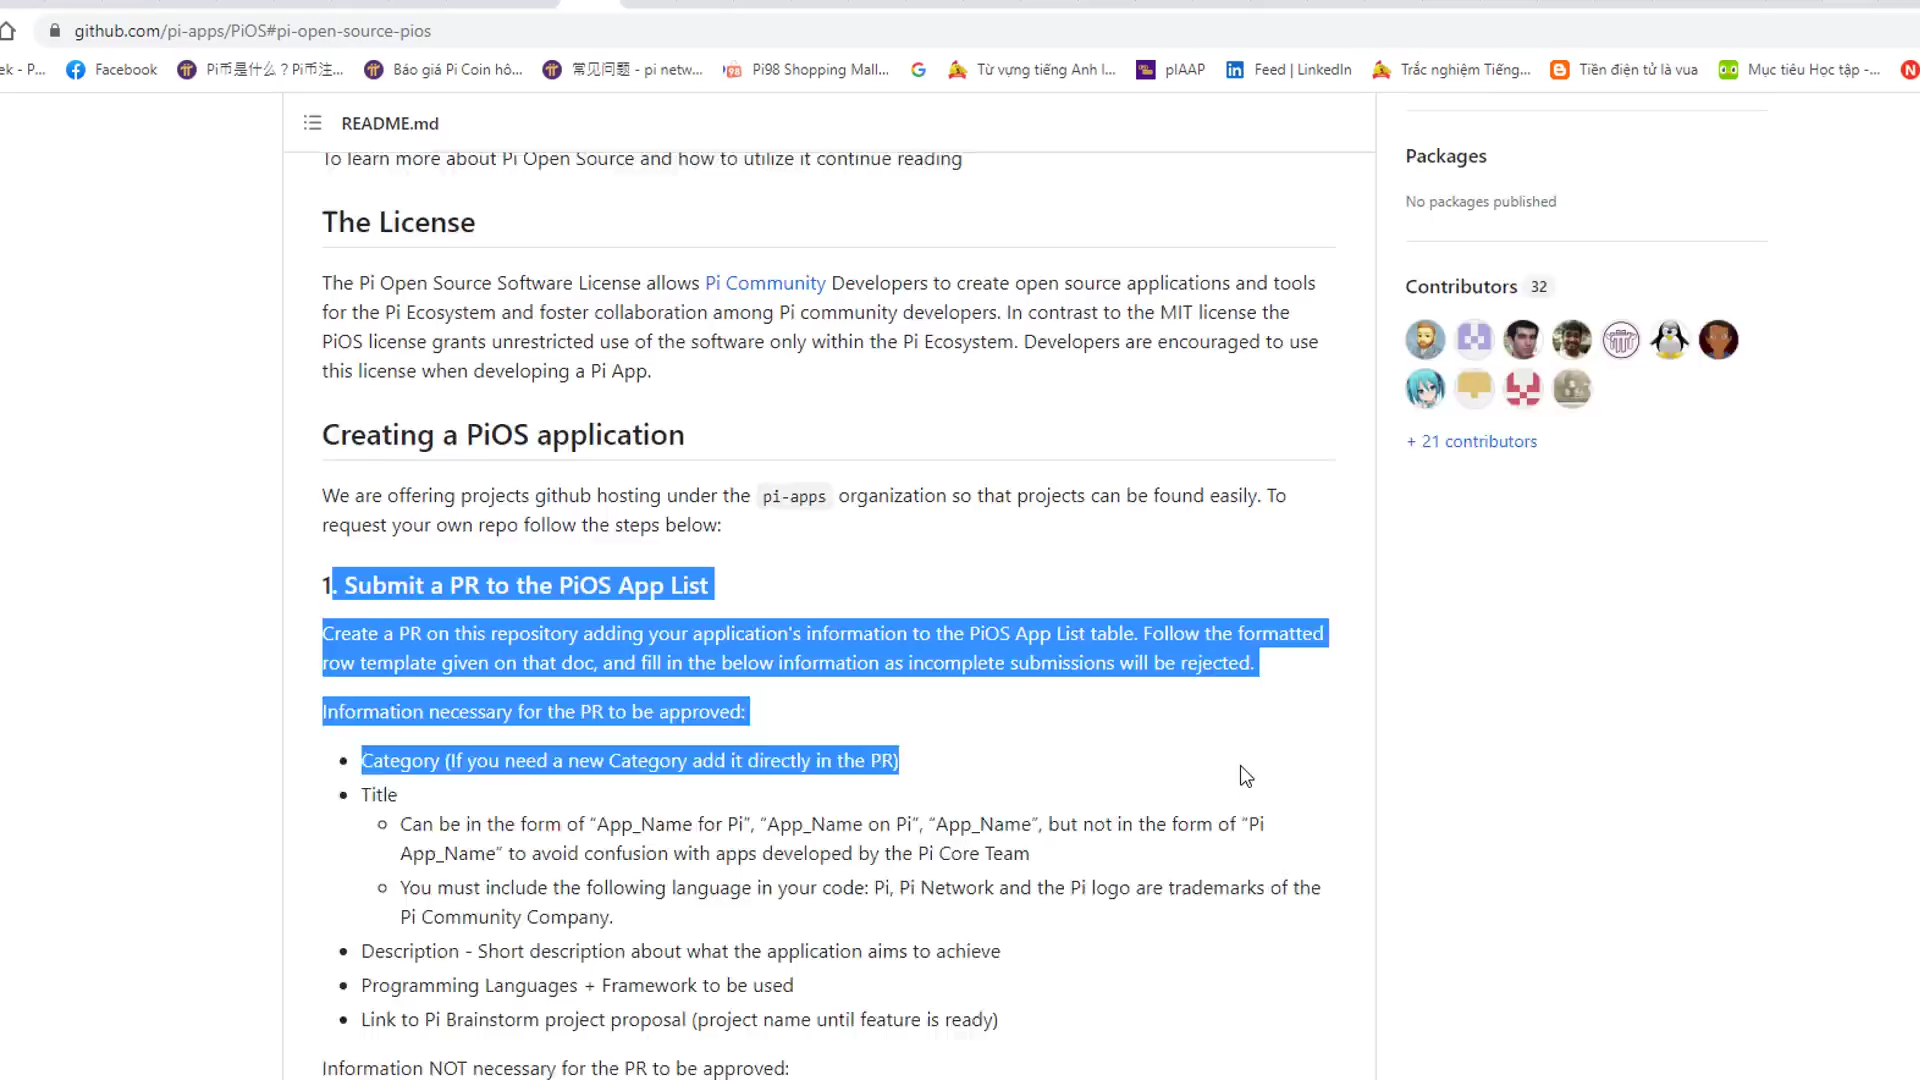 github.com/pi-apps/PiOS#pi-open-source-pios
ek - P... Facebook Pi币是什么？Pi币注... Báo giá Pi Coin hô... 常见问题 - pi netw... Pi98 Shopping Mall... Từ vựng tiếng Anh l... pIAAP Feed | LinkedIn Trắc nghiệm Tiếng... Tiền điện tử là vua Mục tiêu Học tập -...
README.md
To learn more about Pi Open Source and how to utilize it continue reading
The License
The Pi Open Source Software License allows Pi Community Developers to create open source applications and tools
for the Pi Ecosystem and foster collaboration among Pi community developers. In contrast to the MIT license the
PiOS license grants unrestricted use of the software only within the Pi Ecosystem. Developers are encouraged to use
this license when developing a Pi App.
Creating a PiOS application
We are offering projects github hosting under the pi-apps organization so that projects can be found easily. To
request your own repo follow the steps below:
1. Submit a PR to the PiOS App List
Create a PR on this repository adding your application's information to the PiOS App List table. Follow the formatted
row template given on that doc, and fill in the below information as incomplete submissions will be rejected.
Information necessary for the PR to be approved:
• Category (If you need a new Category add it directly in the PR)
• Title
Can be in the form of “App_Name for Pi”, “App_Name on Pi”, “App_Name”, but not in the form of “Pi
App_Name” to avoid confusion with apps developed by the Pi Core Team
You must include the following language in your code: Pi, Pi Network and the Pi logo are trademarks of the
Pi Community Company.
• Description - Short description about what the application aims to achieve
• Programming Languages + Framework to be used
• Link to Pi Brainstorm project proposal (project name until feature is ready)
Information NOT necessary for the PR to be approved:
Packages
No packages published
Contributors 32
+ 21 contributors